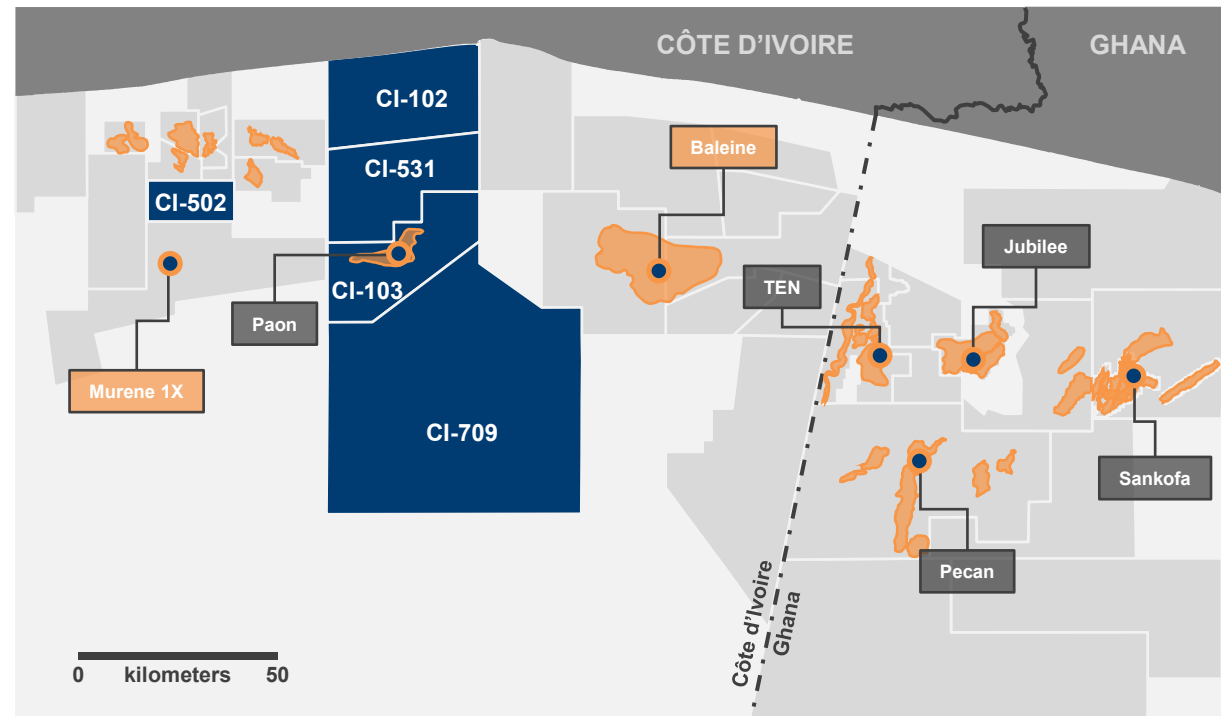 CÔTE D'IVOIRE
GHANA
CI-102
Baleine
CI-531
CI-502
Jubilee
TEN
CI-103
Paon
Murene 1X
CI-709
Sankofa
Pecan
Côte d'Ivoire
Ghana
0 kilometers 50